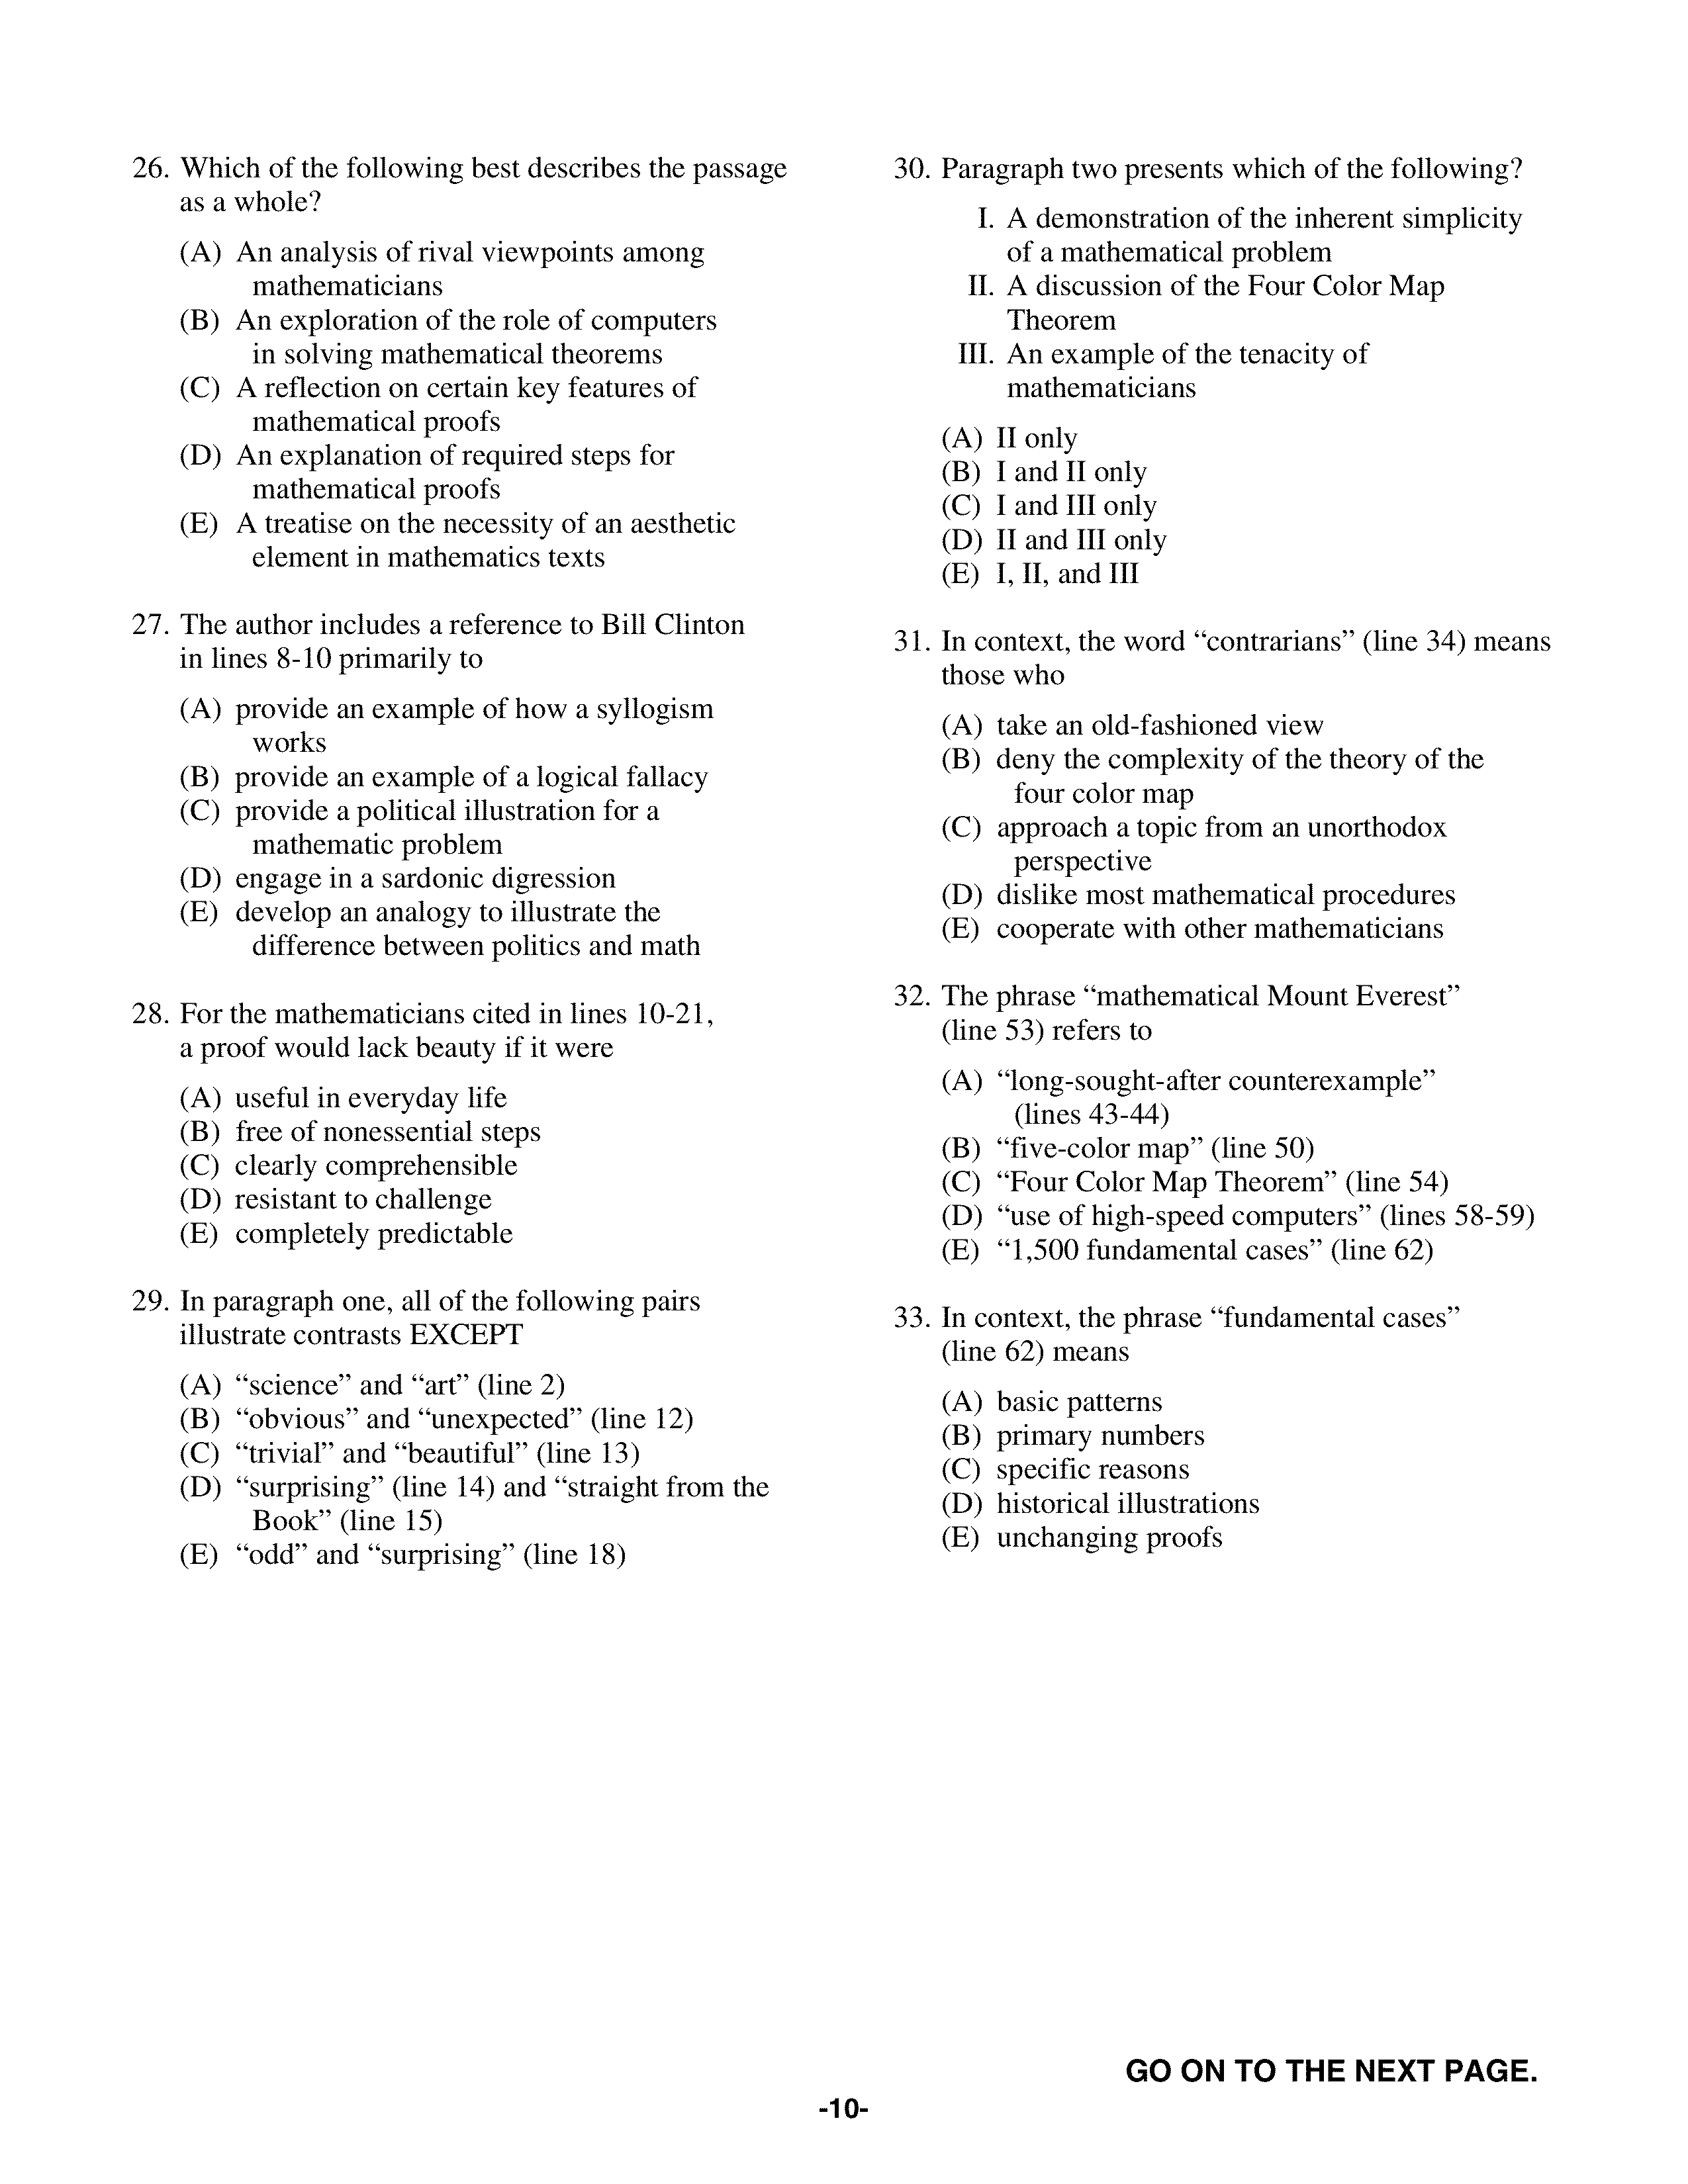 26. Which of the following best describes the passage
as a whole?
(A) An analysis of rival viewpoints among
mathematicians
(B) An exploration of the role of computers
in solving mathematical theorems
(C) A reflection on certain key features of
mathematical proofs
(D) An explanation of required steps for
mathematical proofs
(E) A treatise on the necessity of an aesthetic
element in mathematics texts
27. The author includes a reference to Bill Clinton
in lines 8-10 primarily to
(A) provide an example of how a syllogism
works
(B) provide an example of a logical fallacy
(C) provide a political illustration for a
mathematic problem
(D) engage in a sardonic digression
(E) develop an analogy to illustrate the
difference between politics and math
28. For the mathematicians cited in lines 10-21,
a proof would lack beauty if it were
(A) useful in everyday life
(B) free of nonessential steps
(C) clearly comprehensible
(D) resistant to challenge
(E) completely predictable
29. In paragraph one, all of the following pairs
illustrate contrasts EXCEPT
(A) “science” and “art” (line 2)
(B) “obvious” and “unexpected” (line 12)
(C) “trivial” and “beautiful” (line 13)
(D) “surprising” (line 14) and “straight from the
Book” (line 15)
(E) “odd” and “surprising” (line 18)
30. Paragraph two presents which of the following?
I. A demonstration of the inherent simplicity
of a mathematical problem
II. A discussion of the Four Color Map
Theorem
III. An example of the tenacity of
mathematicians
(A) II only
(B) I and II only
(C) I and III only
(D) II and III only
(E) I, II, and III
31. In context, the word “contrarians” (line 34) means
those who
(A) take an old-fashioned view
(B) deny the complexity of the theory of the
four color map
(C) approach a topic from an unorthodox
perspective
(D) dislike most mathematical procedures
(E) cooperate with other mathematicians
32. The phrase “mathematical Mount Everest”
(line 53) refers to
(A) “long-sought-after counterexample”
(lines 43-44)
(B) “five-color map” (line 50)
(C) “Four Color Map Theorem” (line 54)
(D) “use of high-speed computers” (lines 58-59)
(E) “1,500 fundamental cases” (line 62)
33. In context, the phrase “fundamental cases”
(line 62) means
(A) basic patterns
(B) primary numbers
(C) specific reasons
(D) historical illustrations
(E) unchanging proofs
GO ON TO THE NEXT PAGE.
-10-